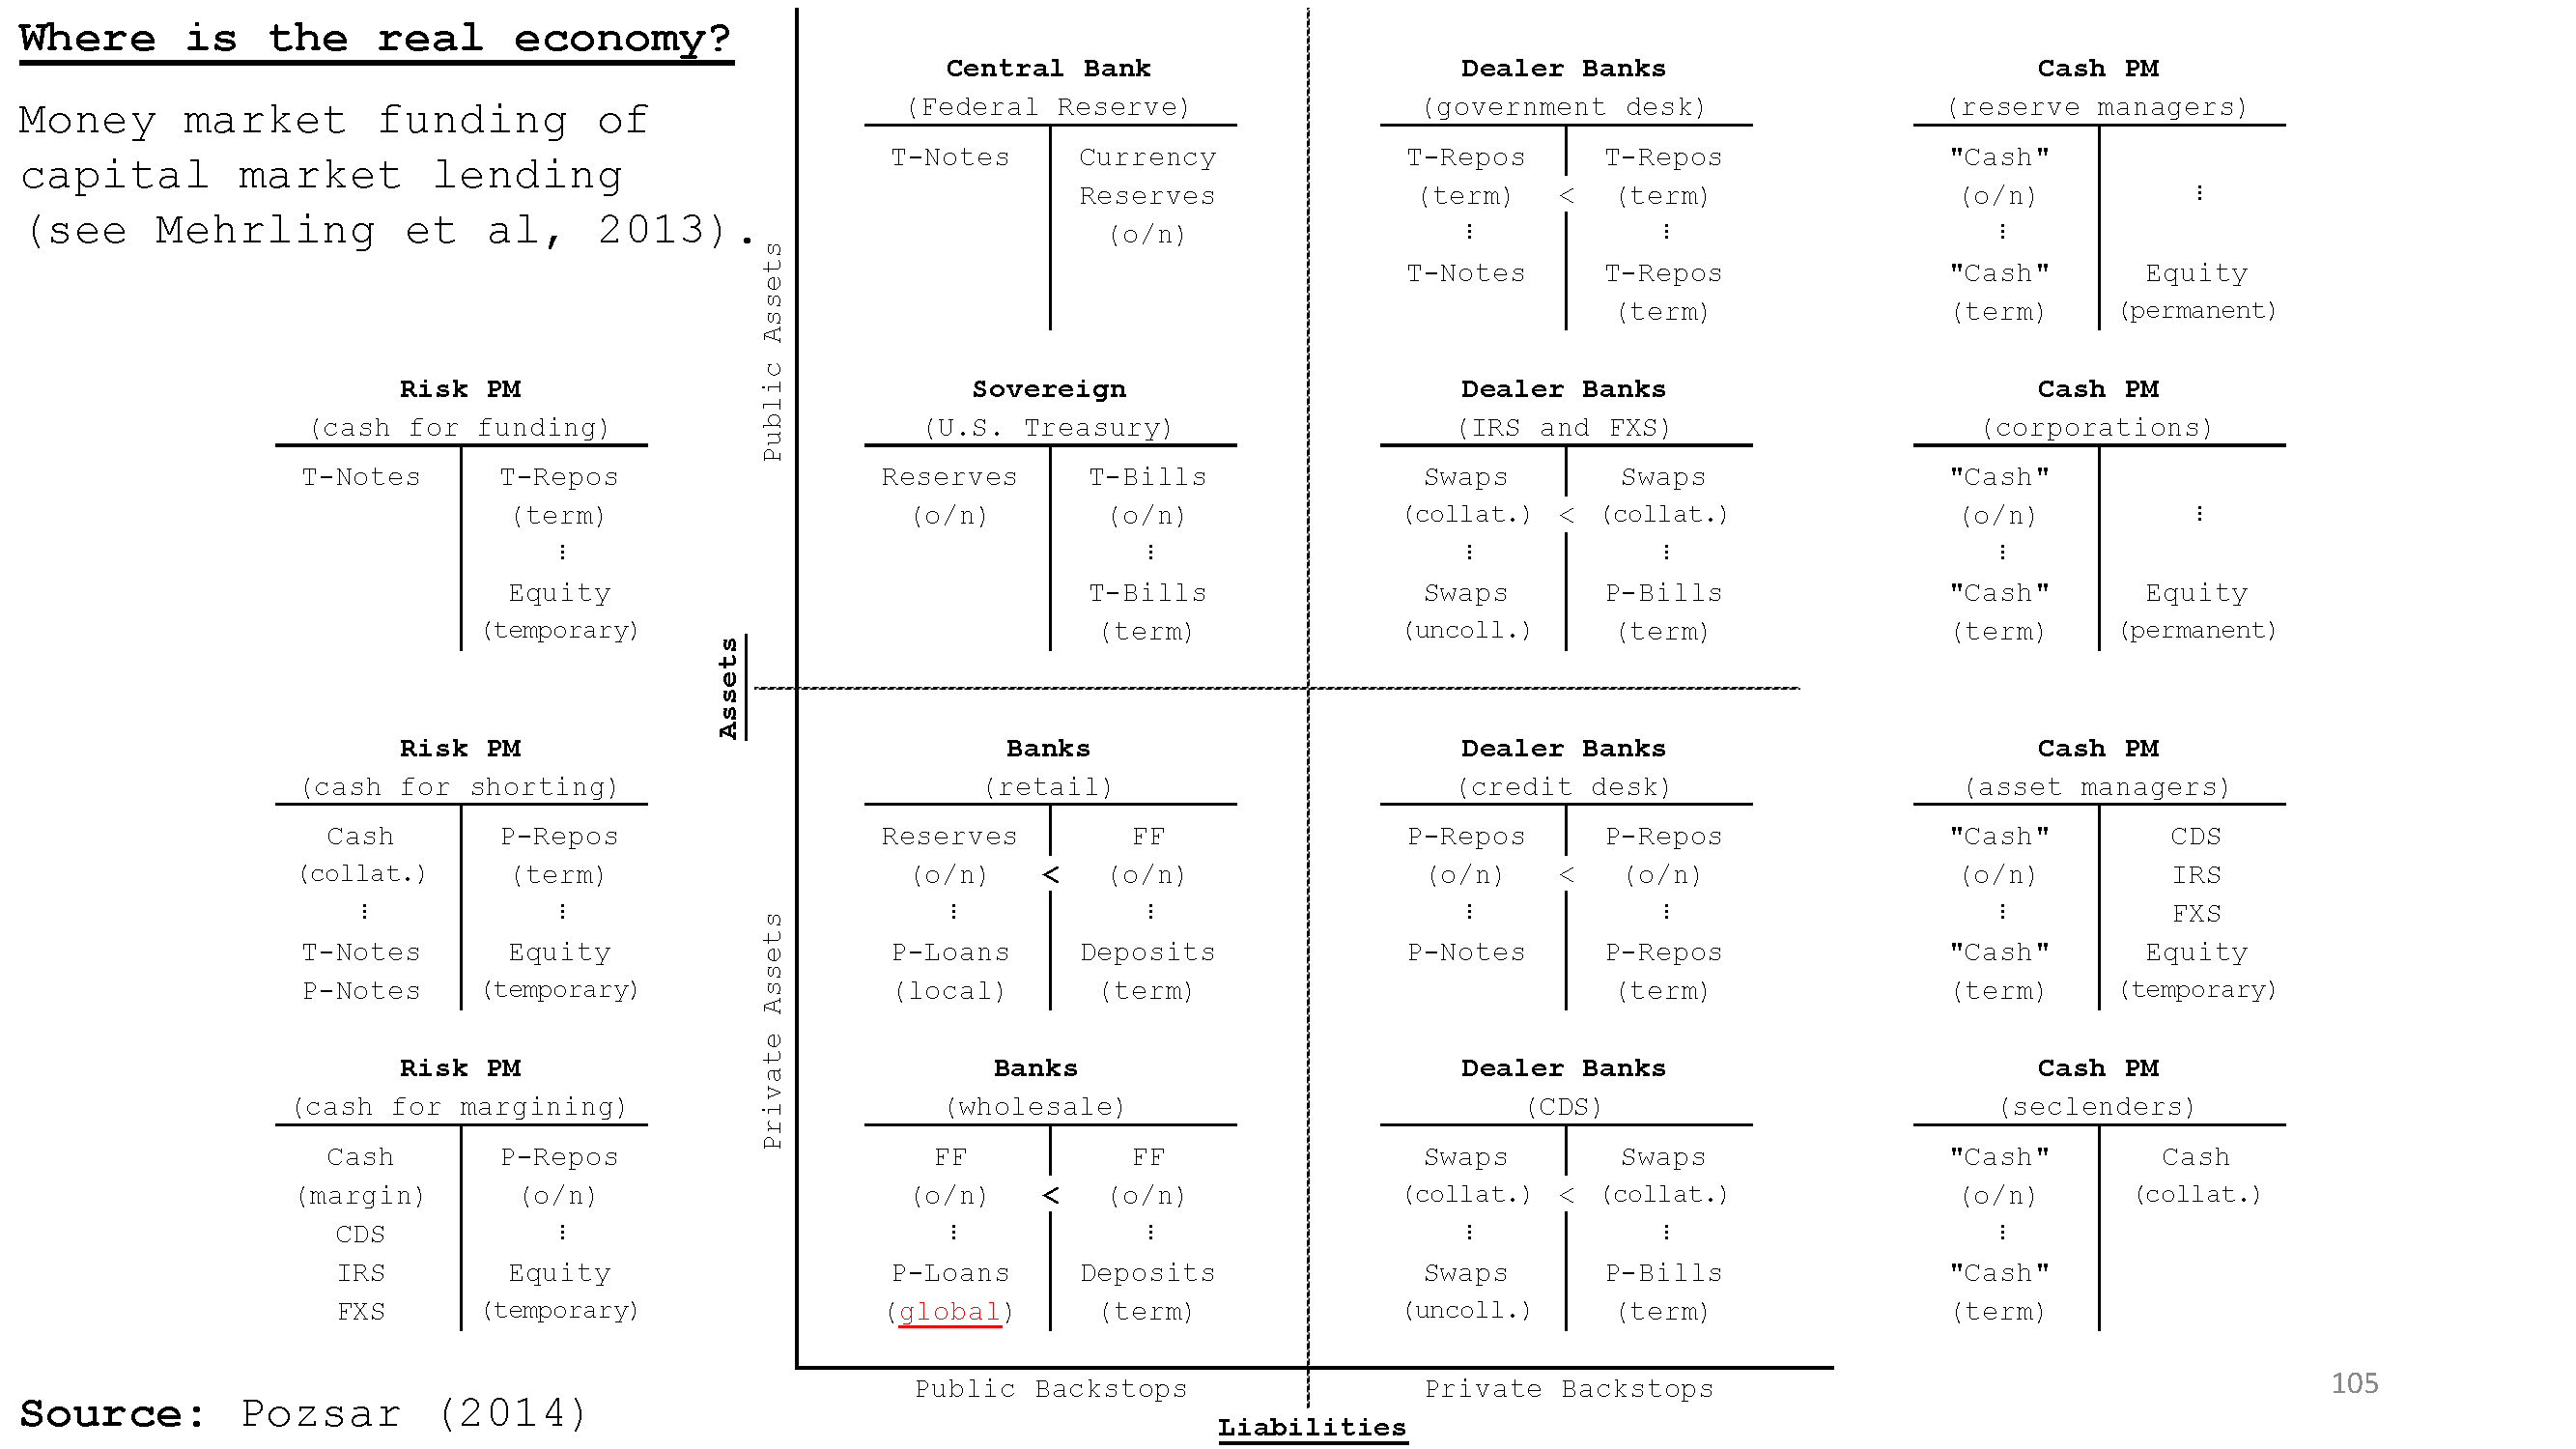 Where is the real economy?
Money market funding of
capital market lending
(see Mehrling et al, 2013).
Central Bank
(Federal Reserve)
T-Notes Currency
Reserves
(o/n)
Dealer Banks
(government desk)
T-Repos T-Repos
(term) < (term)
⋮ ⋮
T-Notes T-Repos
(term)
Cash PM
(reserve managers)
"Cash"
(o/n) ⋮
⋮
"Cash" Equity
(term) (permanent)
Public Assets
Risk PM
(cash for funding)
T-Notes T-Repos
(term)
⋮
Equity
(temporary)
Sovereign
(U.S. Treasury)
Reserves T-Bills
(o/n) (o/n)
⋮
T-Bills
(term)
Dealer Banks
(IRS and FXS)
Swaps Swaps
(collat.) < (collat.)
⋮ ⋮
Swaps P-Bills
(uncoll.) (term)
Cash PM
(corporations)
"Cash"
(o/n) ⋮
⋮
"Cash" Equity
(term) (permanent)
Assets
Risk PM
(cash for shorting)
Cash P-Repos
(collat.) (term)
⋮ ⋮
T-Notes Equity
P-Notes (temporary)
Private Assets
Banks
(retail)
Reserves FF
(o/n) < (o/n)
⋮ ⋮
P-Loans Deposits
(local) (term)
Dealer Banks
(credit desk)
P-Repos P-Repos
(o/n) < (o/n)
⋮ ⋮
P-Notes P-Repos
(term)
Cash PM
(asset managers)
"Cash" CDS
(o/n) IRS
⋮ FXS
"Cash" Equity
(term) (temporary)
Risk PM
(cash for margining)
Cash P-Repos
(margin) (o/n)
CDS ⋮
IRS Equity
FXS (temporary)
Banks
(wholesale)
FF FF
(o/n) < (o/n)
⋮ ⋮
P-Loans Deposits
(global) (term)
Dealer Banks
(CDS)
Swaps Swaps
(collat.) < (collat.)
⋮ ⋮
Swaps P-Bills
(uncoll.) (term)
Cash PM
(seclenders)
"Cash" Cash
(o/n) (collat.)
⋮
"Cash"
(term)
Public Backstops Private Backstops
Liabilities
Source: Pozsar (2014)
105